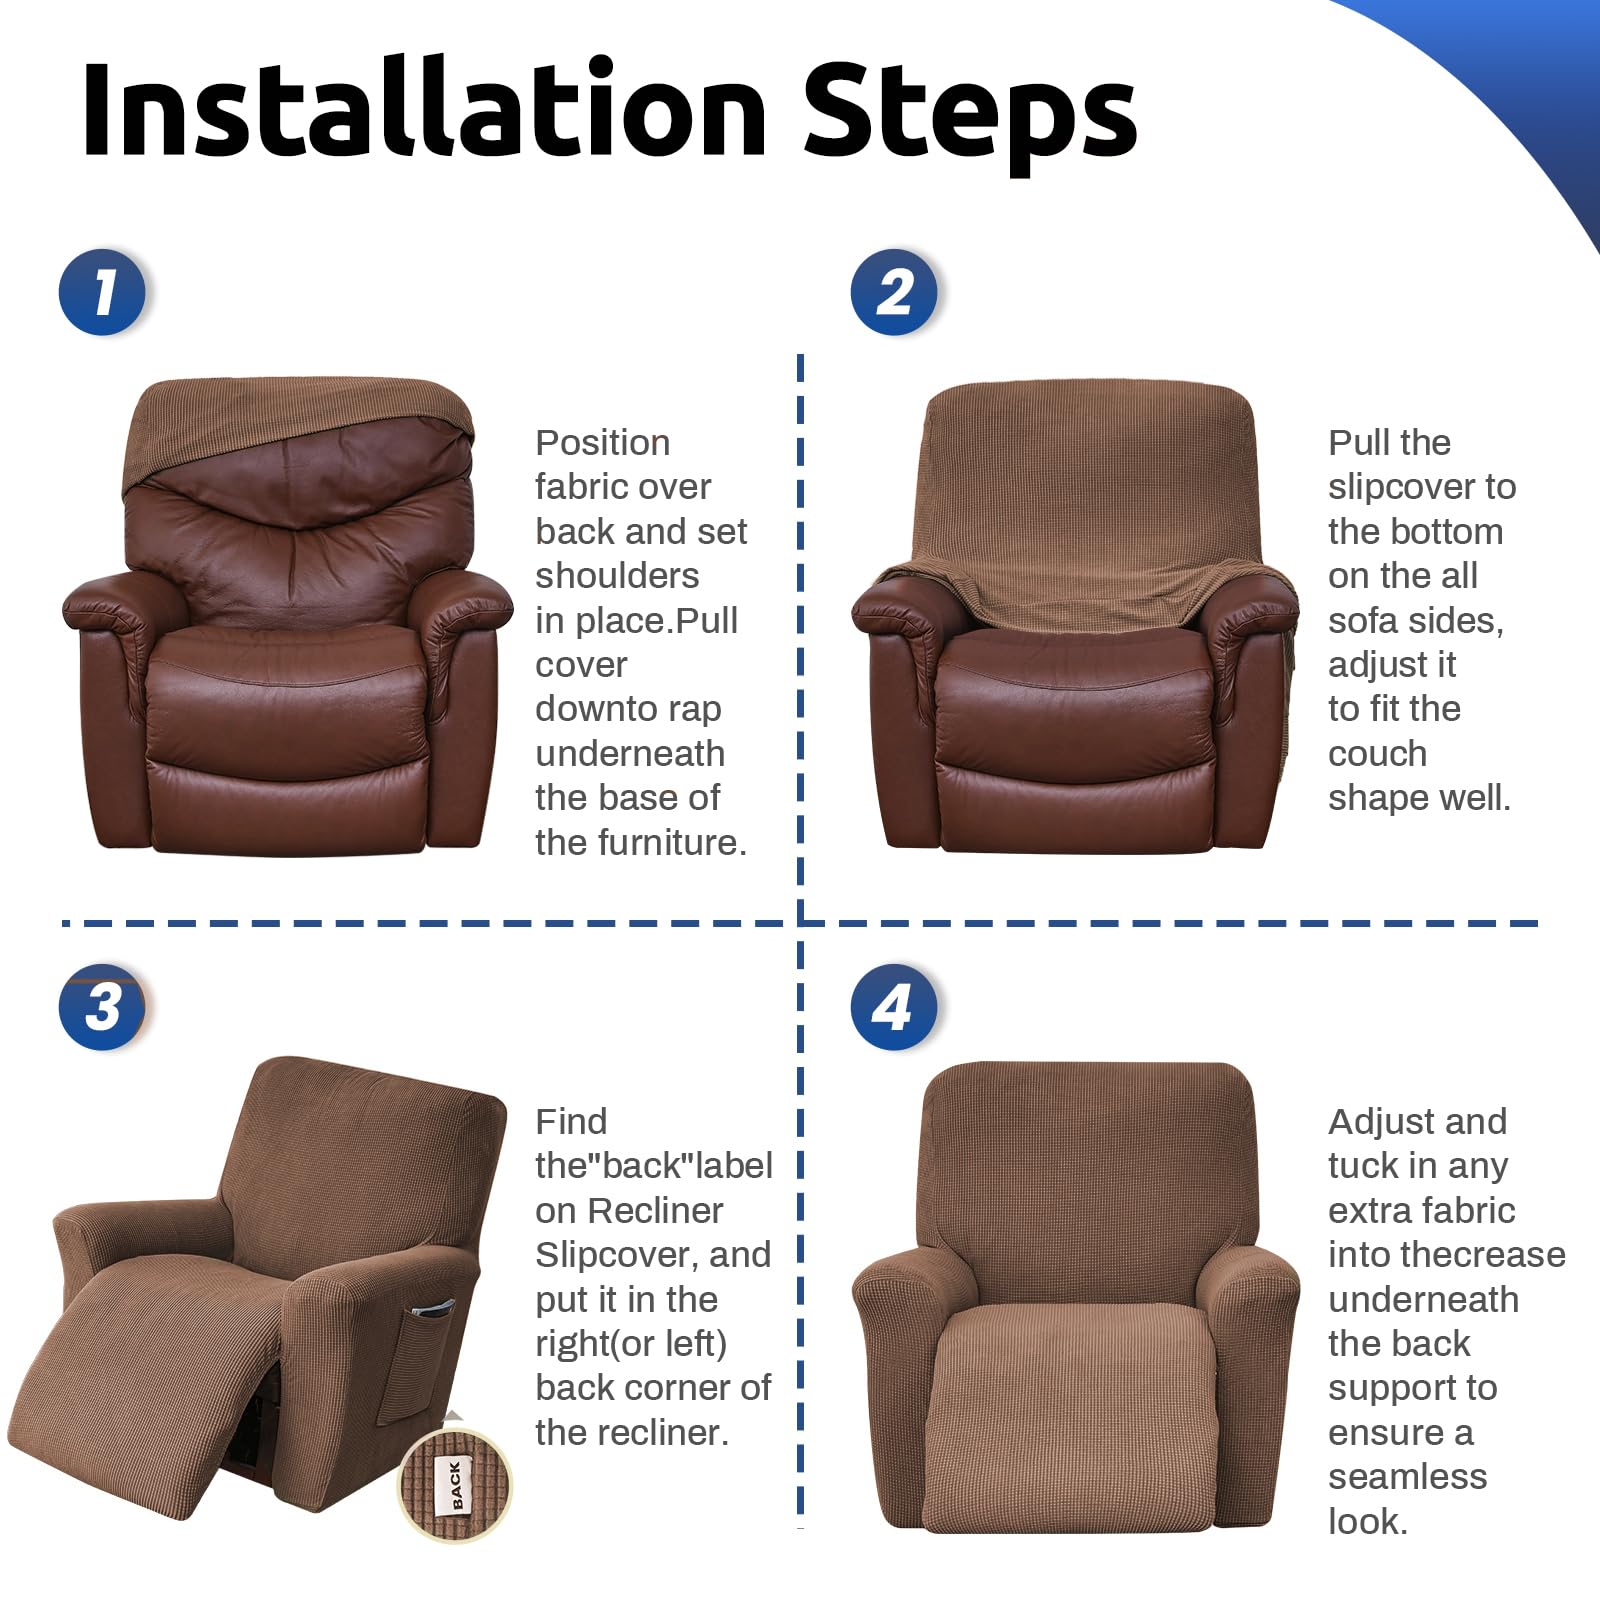 Installation Steps
1
Position
fabric over
back and set
shoulders
in place.Pull
cover
downto rap
underneath
the base of
the furniture.
2
Pull the
slipcover to
the bottom
on the all
sofa sides,
adjust it
to fit the
couch
shape well.
3
Find
the"back"label
on Recliner
Slipcover, and
put it in the
right(or left)
back corner of
the recliner.
BACK
4
Adjust and
tuck in any
extra fabric
into thecrease
underneath
the back
support to
ensure a
seamless
look.